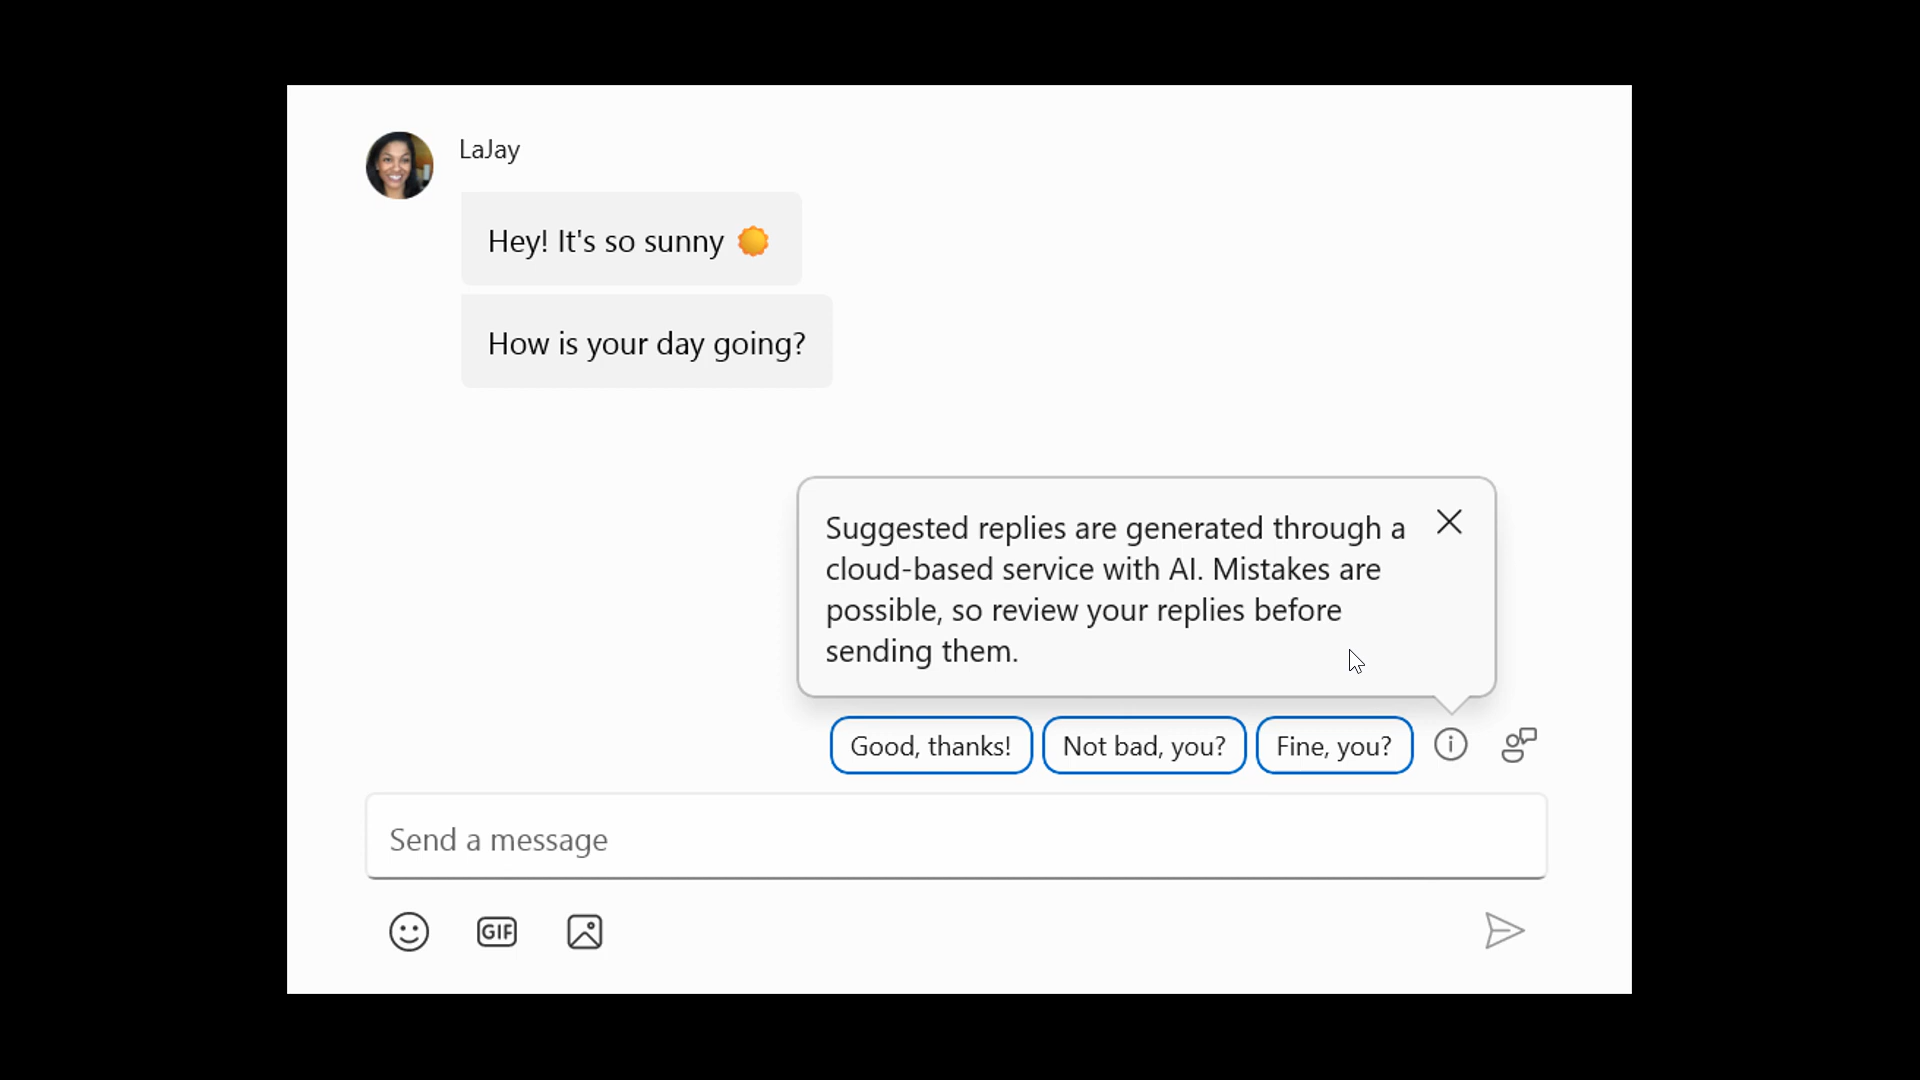 LaJay
Hey! It's so sunny 🌞
How is your day going?
Suggested replies are generated through a
cloud-based service with AI. Mistakes are
possible, so review your replies before
sending them.
Good, thanks!
Not bad, you?
Fine, you?
Send a message
GIF